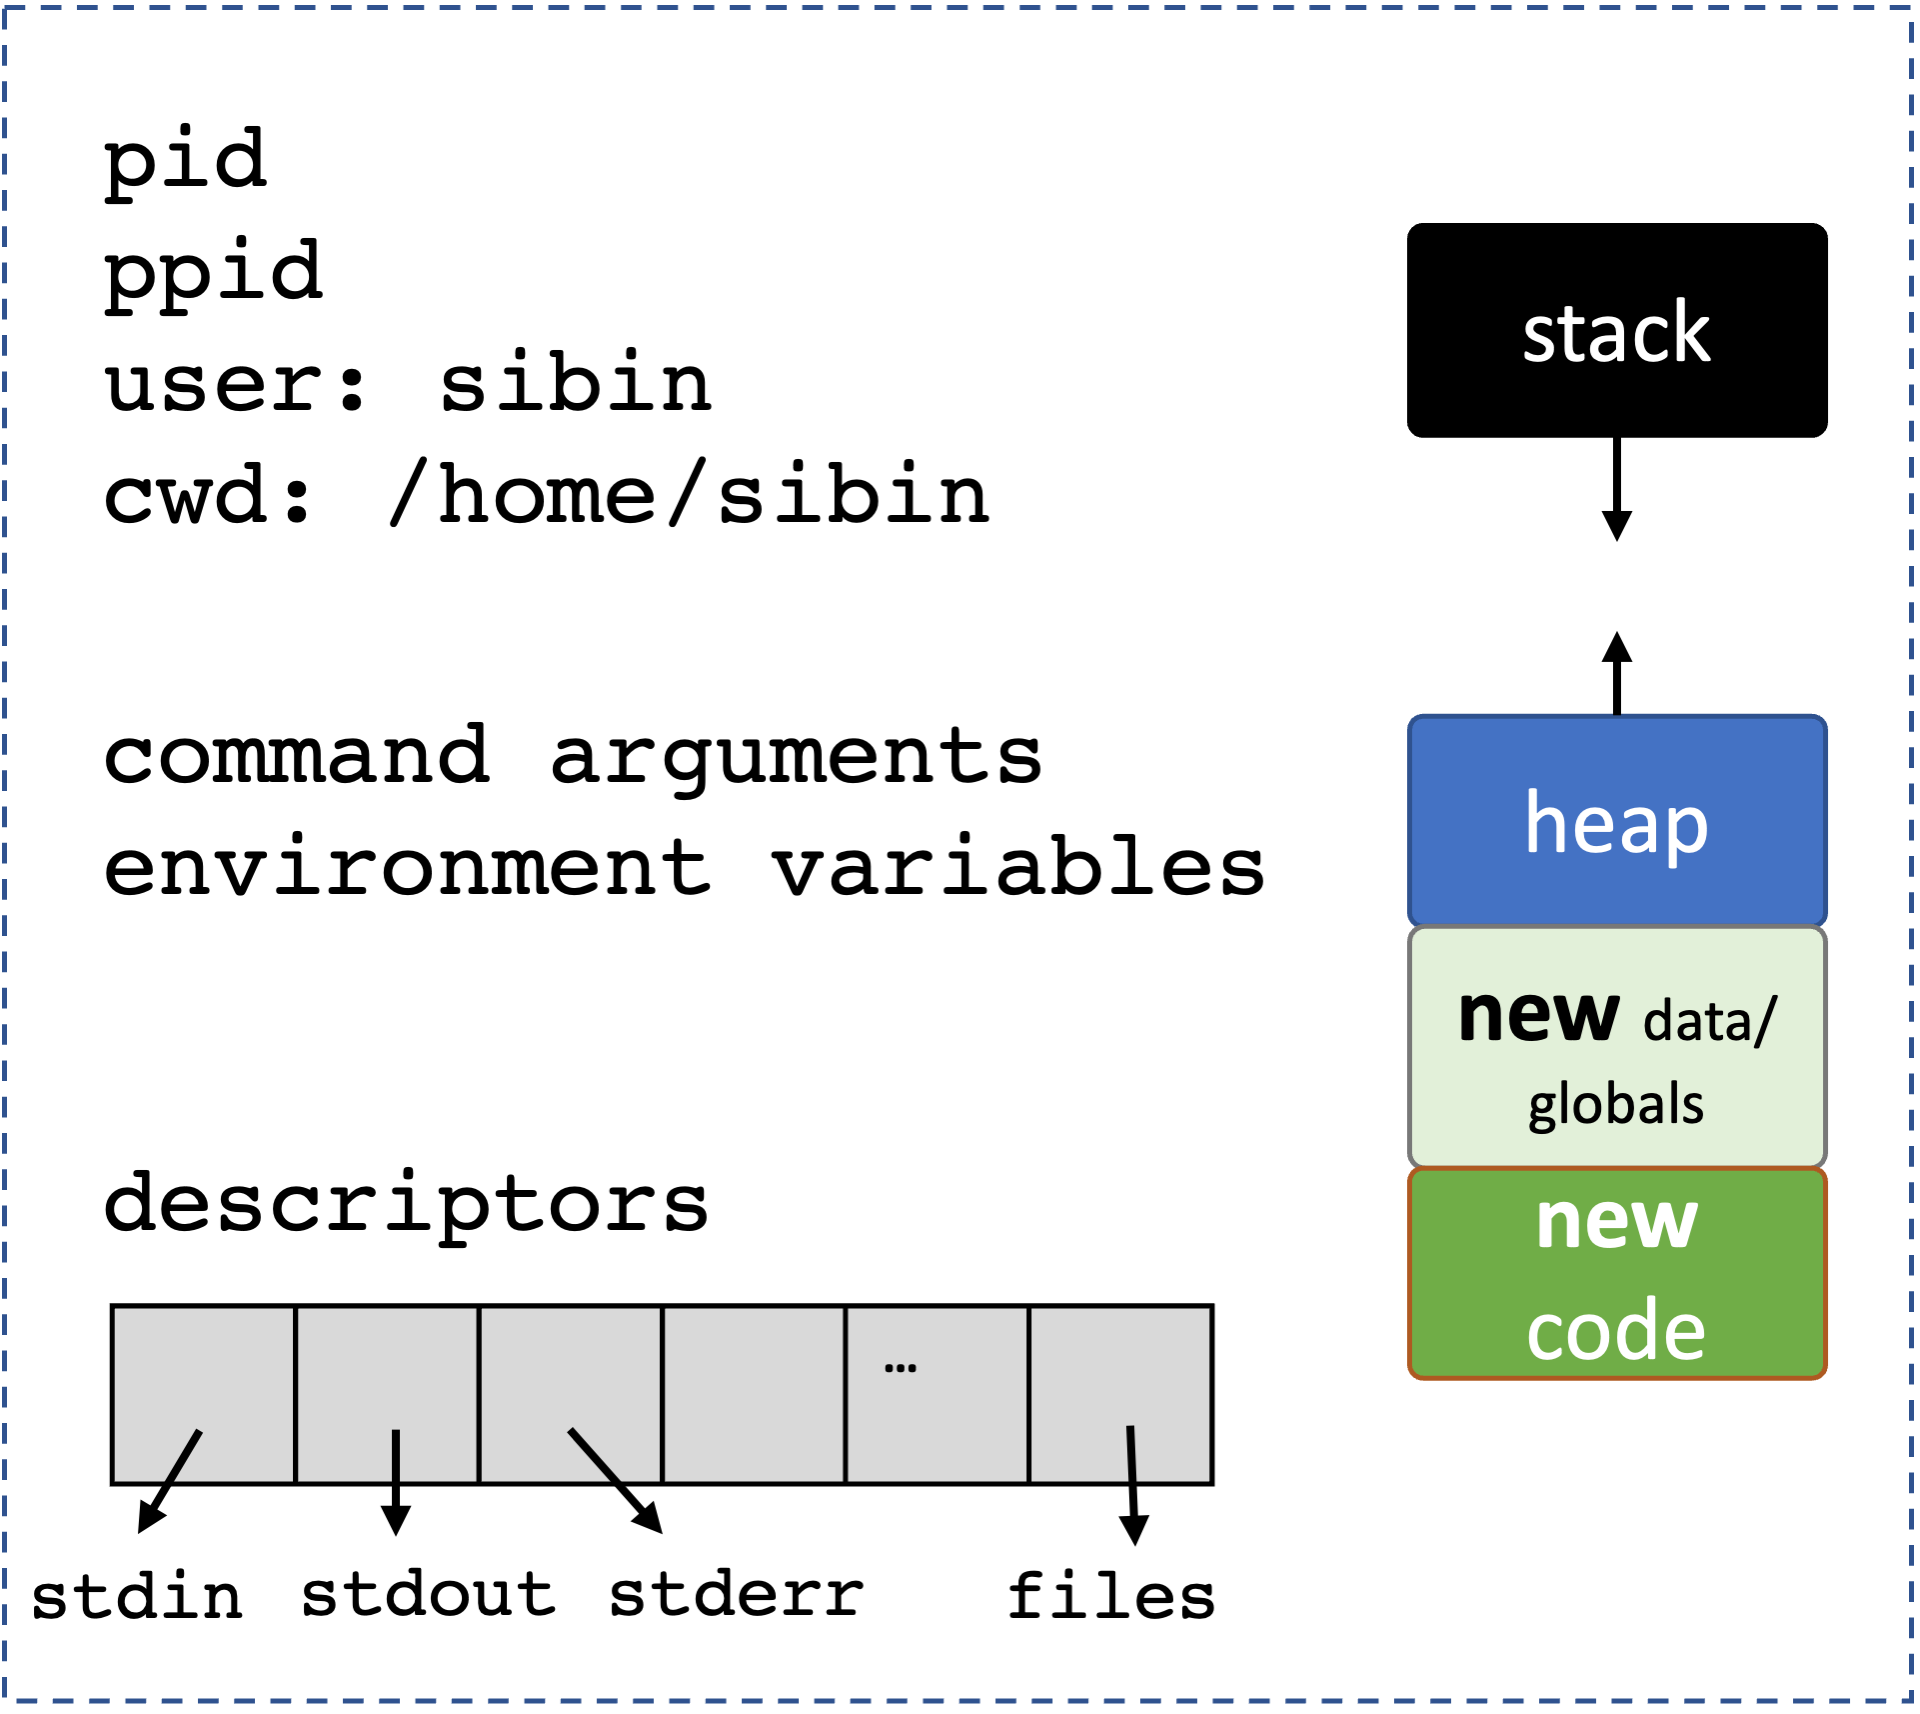 pid
ppid
user: sibin
cwd: /home/sibin
command arguments
environment variables
descriptors
...
stdin stdout stderr files
stack
heap
new data/
globals
new
code